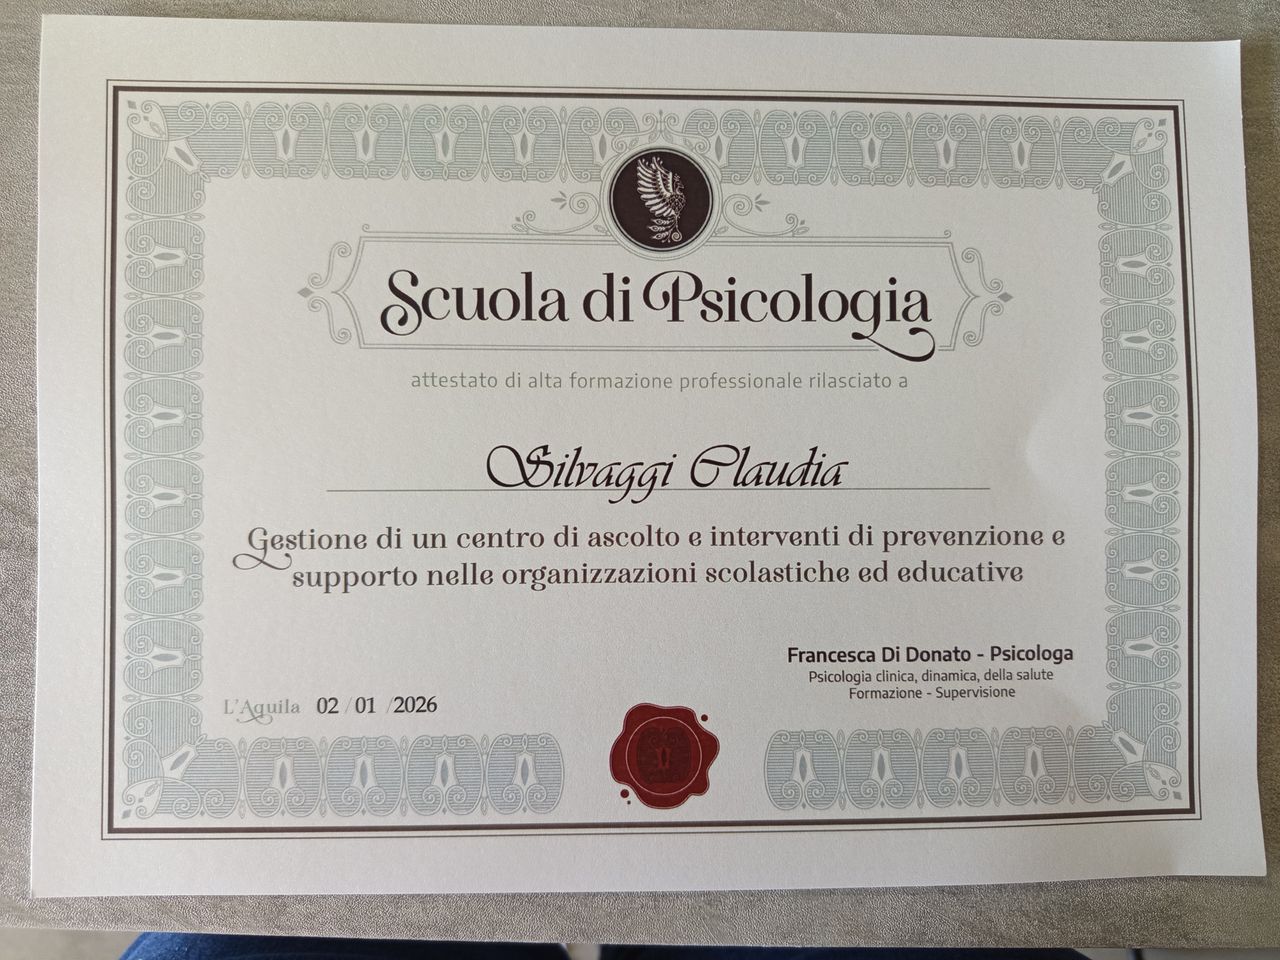 Scuola di Psicologia
attestato di alta formazione professionale rilasciato a
Silvaggi Claudia
Gestione di un centro di ascolto e interventi di prevenzione e
supporto nelle organizzazioni scolastiche ed educative
Francesca Di Donato - Psicologa
Psicologia clinica, dinamica, della salute
Formazione - Supervisione
L'Aquila 02 / 01 / 2026